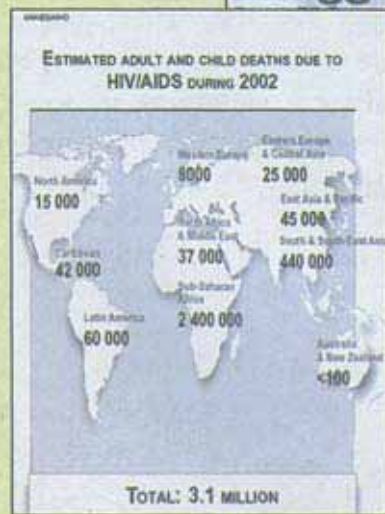 ESTIMATED ADULT AND CHILD DEATHS DUE TO
HIV/AIDS DURING 2002
North America
15 000
Caribbean
42 000
Latin America
60 000
Western Europe
8000
North Africa
& Middle East
37 000
Sub-Saharan
Africa
2 400 000
Eastern Europe
& Central Asia
25 000
East Asia & Pacific
45 000
South & South-East Asia
440 000
Australia
& New Zealand
<100
TOTAL: 3.1 MILLION